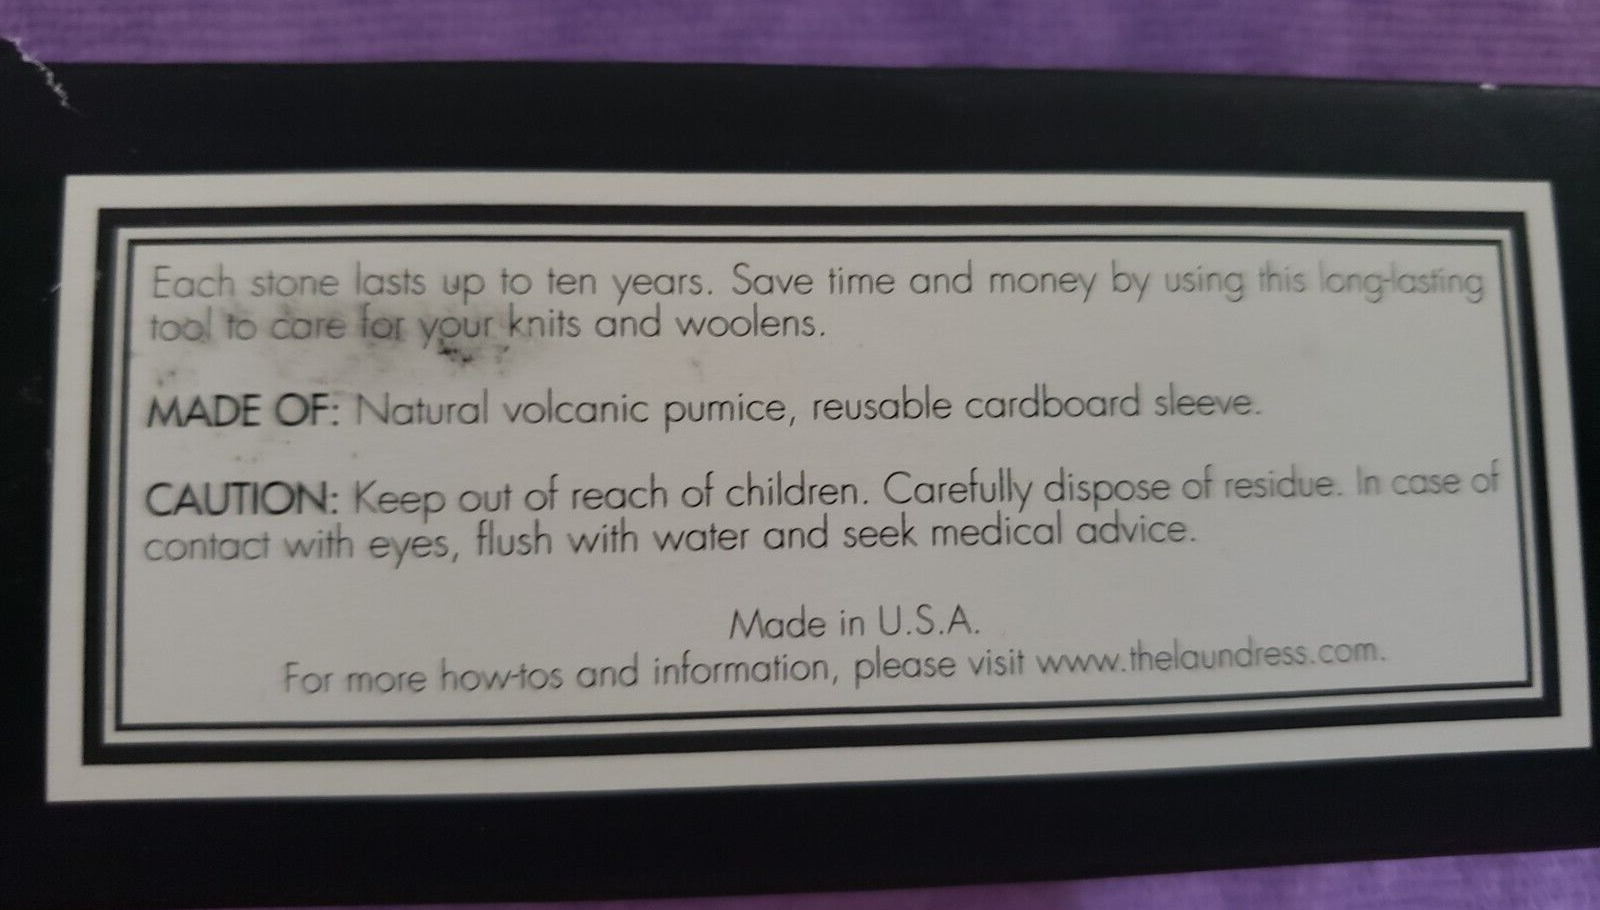 Each stone lasts up to ten years. Save time and money by using this long-lasting
tool to care for your knits and woolens.
MADE OF: Natural volcanic pumice, reusable cardboard sleeve.
CAUTION: Keep out of reach of children. Carefully dispose of residue. In case of
contact with eyes, flush with water and seek medical advice.
Made in U.S.A.
For more how-tos and information, please visit www.thelaundress.com.